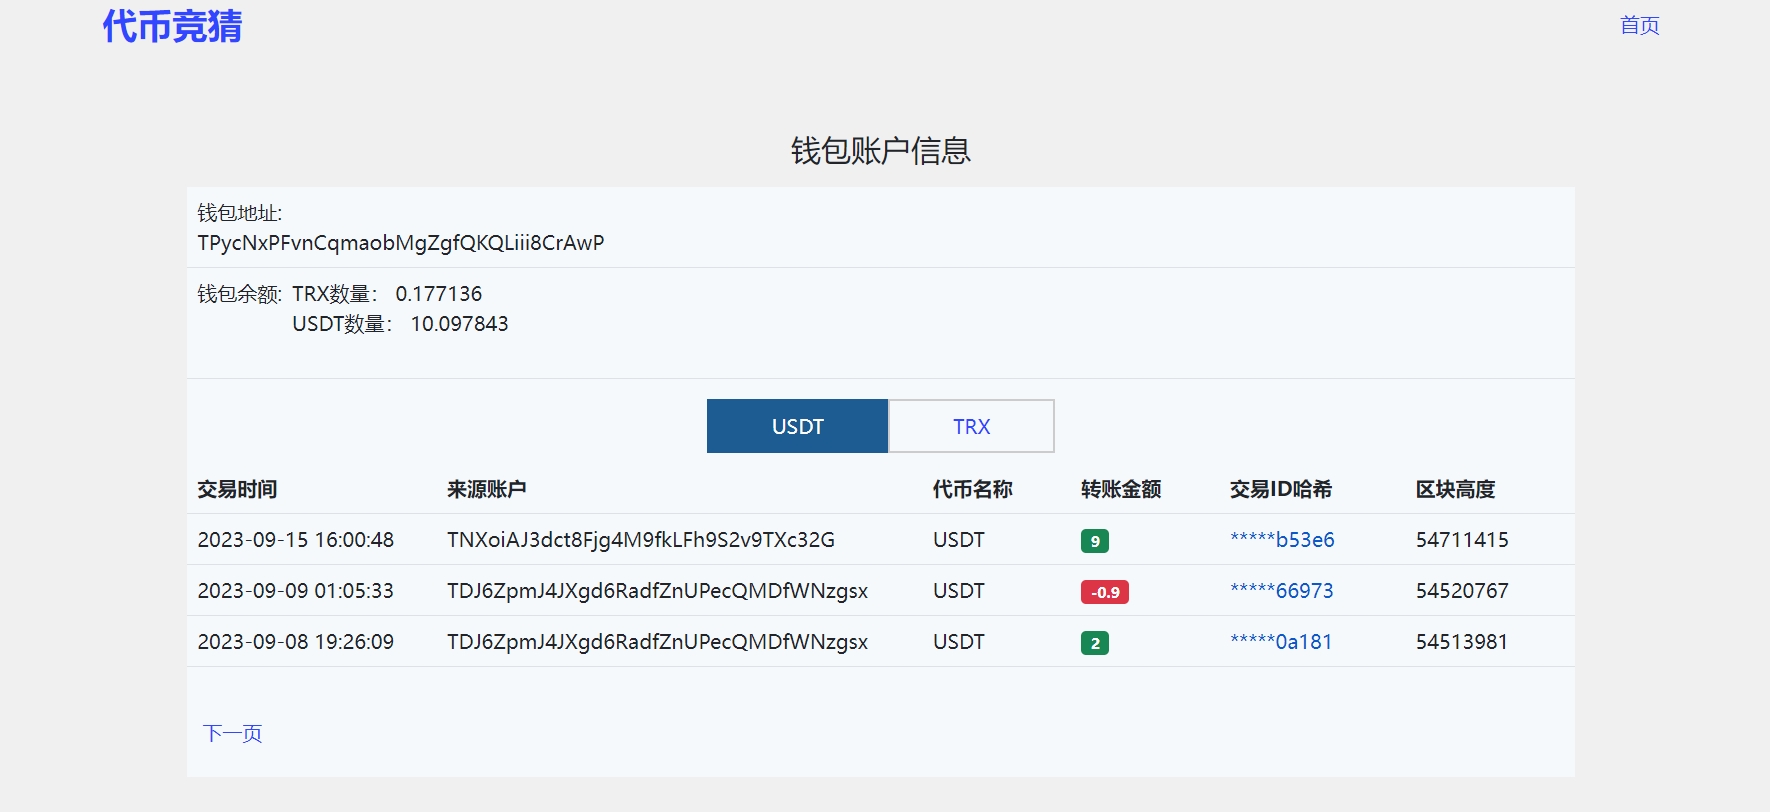 代币竞猜 首页
钱包账户信息
钱包地址:
TPycNxPFvnCqmaobMgZgfQKQLiii8CrAwP
钱包余额: TRX数量： 0.177136
USDT数量： 10.097843
USDT TRX
交易时间 来源账户 代币名称 转账金额 交易ID哈希 区块高度
2023-09-15 16:00:48 TNXoiAJ3dct8Fjg4M9fkLFh9S2v9TXc32G USDT 9 *****b53e6 54711415
2023-09-09 01:05:33 TDJ6ZpmJ4JXgd6RadfZnUPecQMDfWNzgsx USDT -0.9 *****66973 54520767
2023-09-08 19:26:09 TDJ6ZpmJ4JXgd6RadfZnUPecQMDfWNzgsx USDT 2 *****0a181 54513981
下一页